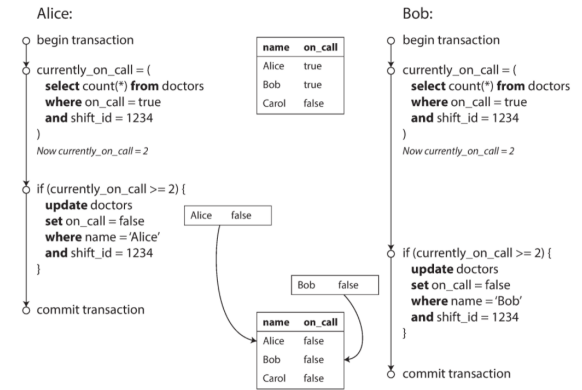 Alice:
begin transaction
currently_on_call = (
select count(*) from doctors
where on_call = true
and shift_id = 1234
)
Now currently_on_call = 2
if (currently_on_call >= 2) {
update doctors
set on_call = false
where name = 'Alice'
and shift_id = 1234
}
commit transaction
name on_call
Alice true
Bob true
Carol false
Alice false
Bob false
name on_call
Alice false
Bob false
Carol false
Bob:
begin transaction
currently_on_call = (
select count(*) from doctors
where on_call = true
and shift_id = 1234
)
Now currently_on_call = 2
if (currently_on_call >= 2) {
update doctors
set on_call = false
where name = 'Bob'
and shift_id = 1234
}
commit transaction